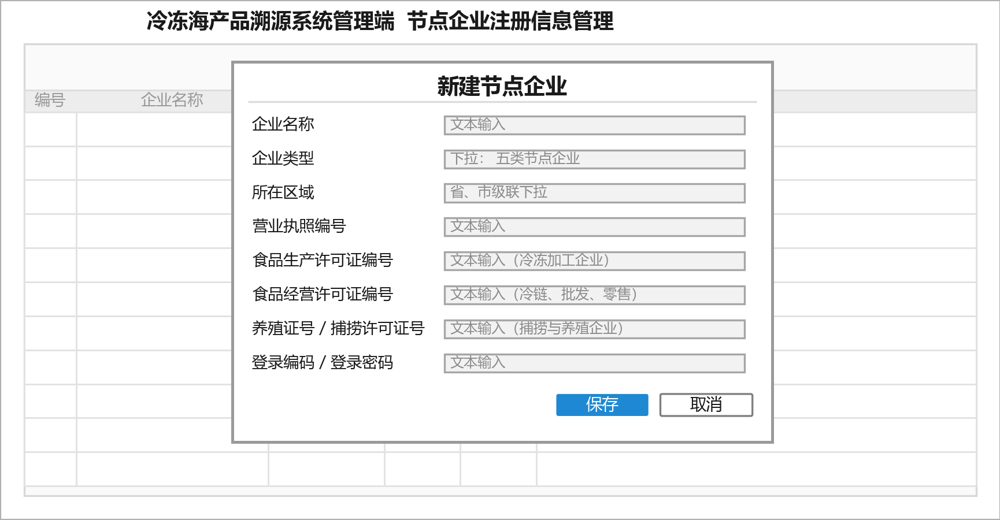 冷冻海产品溯源系统管理端 节点企业注册信息管理
编号 企业名称
新建节点企业
企业名称 文本输入
企业类型 下拉： 五类节点企业
所在区域 省、市级联下拉
营业执照编号 文本输入
食品生产许可证编号 文本输入（冷冻加工企业）
食品经营许可证编号 文本输入（冷链、批发、零售）
养殖证号 / 捕捞许可证号 文本输入（捕捞与养殖企业）
登录编码 / 登录密码 文本输入
保存 取消